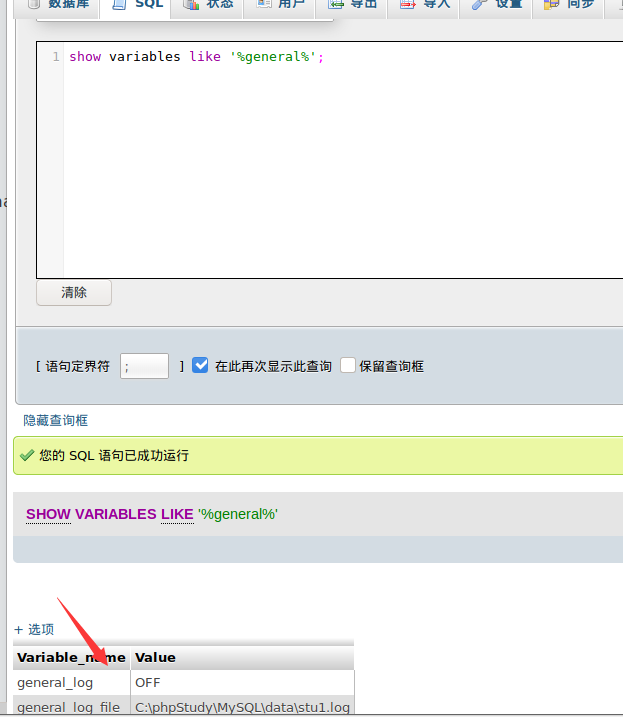 数据库 SQL 状态 用户 导出 导入 设置 同步
1 show variables like '%general%';
清除
[ 语句定界符 ; ] 在此再次显示此查询 保留查询框
隐藏查询框
您的 SQL 语句已成功运行
SHOW VARIABLES LIKE '%general%'
+ 选项
Variable_name Value
general_log OFF
general_log_file C:\phpStudy\MySQL\data\stu1.log